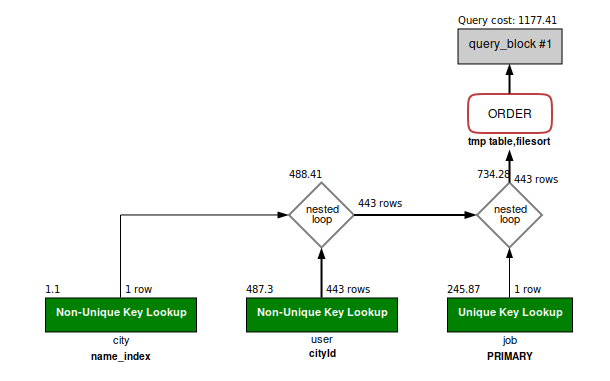 Query cost: 1177.41
query_block #1
ORDER
tmp table,filesort
488.41
734.28
443 rows
443 rows
nested
loop
nested
loop
1.1
1 row
487.3
443 rows
245.87
1 row
Non-Unique Key Lookup
Non-Unique Key Lookup
Unique Key Lookup
city
user
job
name_index
cityId
PRIMARY